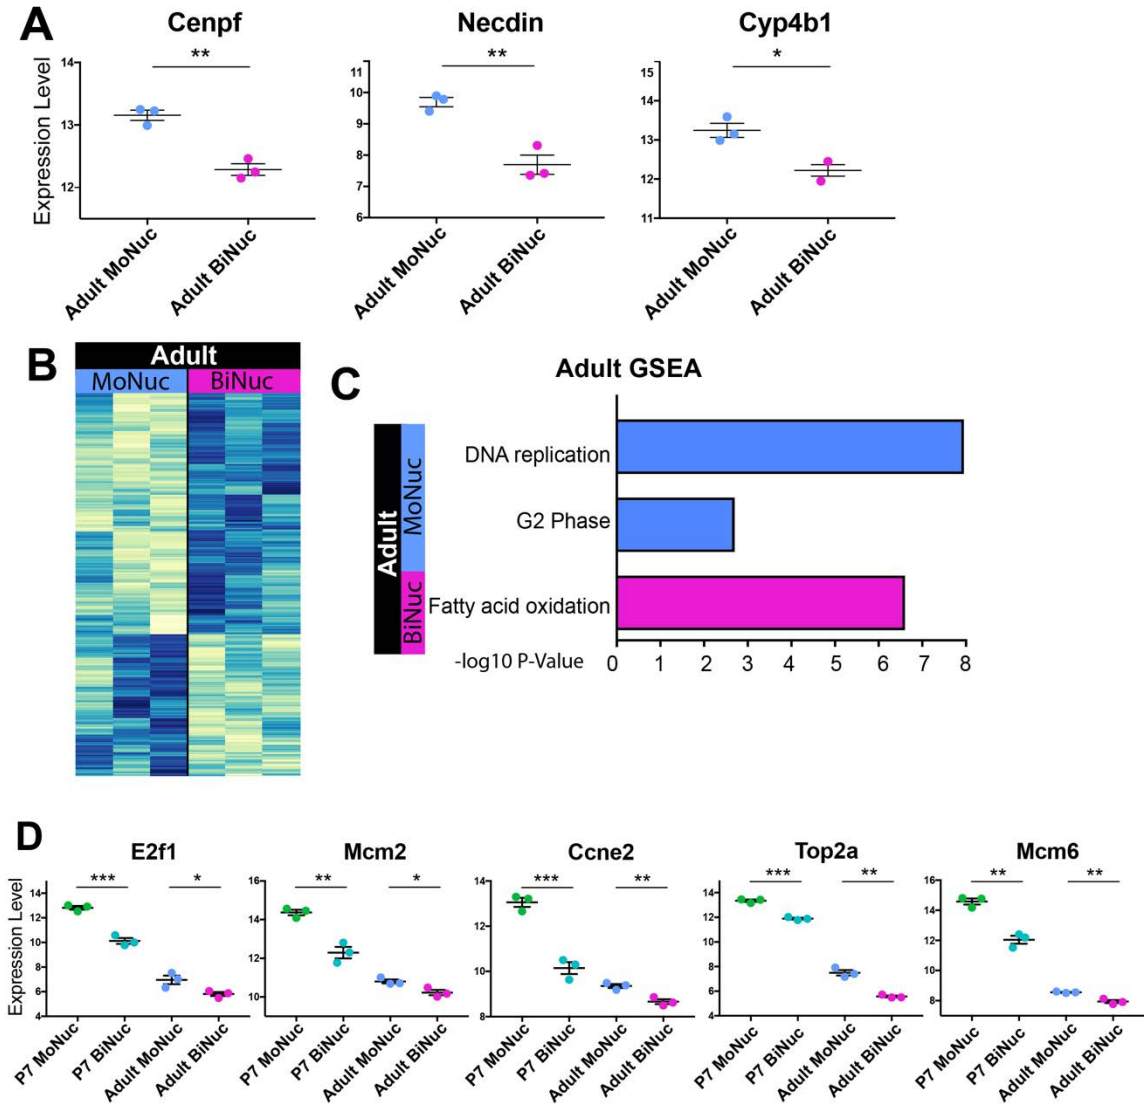 A
Cenpf
Necdin
Cyp4b1
**
**
*
Expression Level
14
13
12
11
10
9
8
7
6
15
14
13
12
11
Adult MoNuc
Adult BiNuc
Adult MoNuc
Adult BiNuc
Adult MoNuc
Adult BiNuc
B
Adult
MoNuc
BiNuc
C
Adult GSEA
Adult
MoNuc
BiNuc
DNA replication
G2 Phase
Fatty acid oxidation
-log10 P-Value
0 1 2 3 4 5 6 7 8
D
E2f1
Mcm2
Ccne2
Top2a
Mcm6
*** *
** *
*** **
*** **
** **
Expression Level
14
12
10
8
6
4
16
14
12
10
12
10
8
14
12
10
8
6
4
16
14
12
10
8
P7 MoNuc
P7 BiNuc
Adult MoNuc
Adult BiNuc
P7 MoNuc
P7 BiNuc
Adult MoNuc
Adult BiNuc
P7 MoNuc
P7 BiNuc
Adult MoNuc
Adult BiNuc
P7 MoNuc
P7 BiNuc
Adult MoNuc
Adult BiNuc
P7 MoNuc
P7 BiNuc
Adult MoNuc
Adult BiNuc